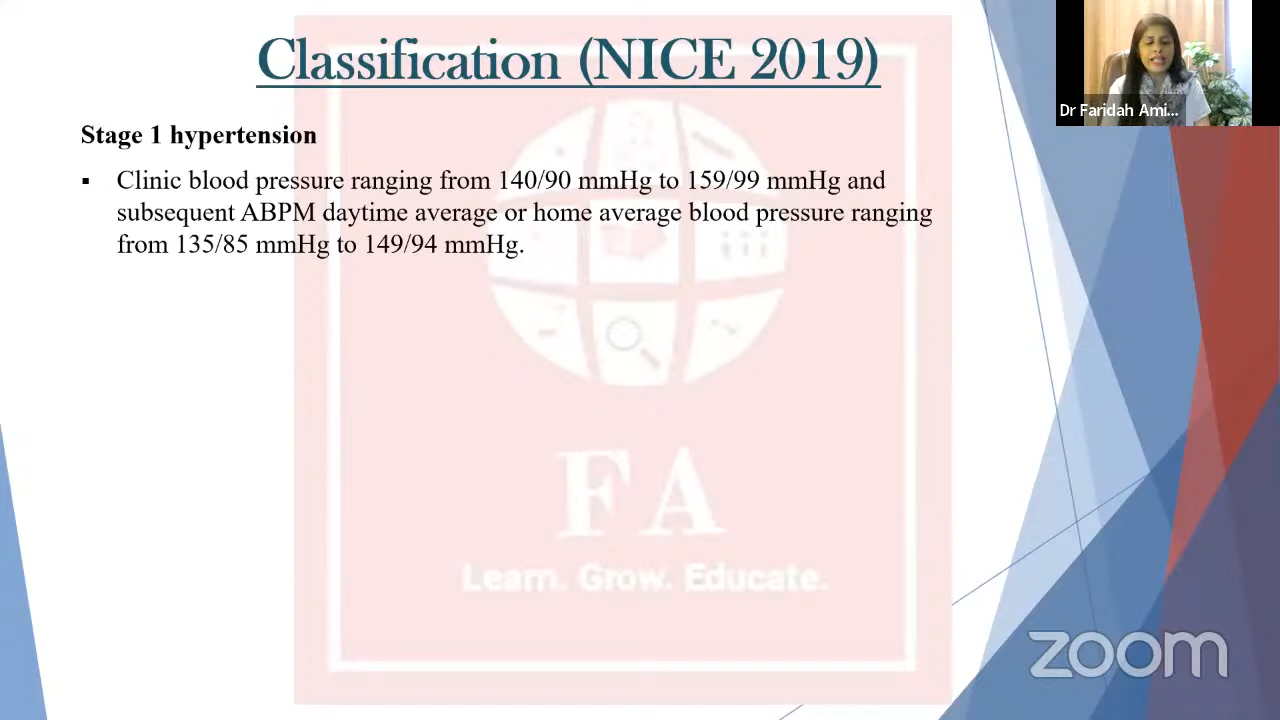 Classification (NICE 2019)
Dr Faridah Ami...
Stage 1 hypertension
▪ Clinic blood pressure ranging from 140/90 mmHg to 159/99 mmHg and
subsequent ABPM daytime average or home average blood pressure ranging
from 135/85 mmHg to 149/94 mmHg.
FA
Learn. Grow. Educate.
zoom